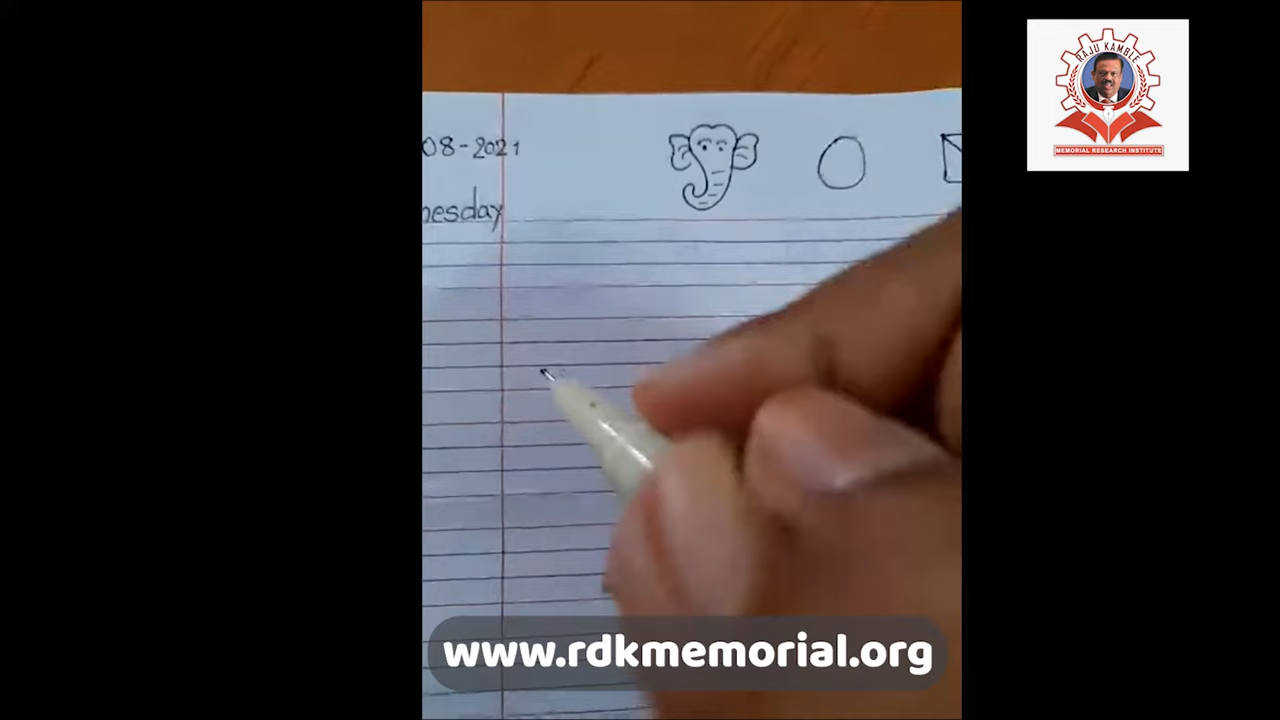 RAJU KAMBLE
MEMORIAL RESEARCH INSTITUTE
08-2021
nesday
www.rdkmemorial.org